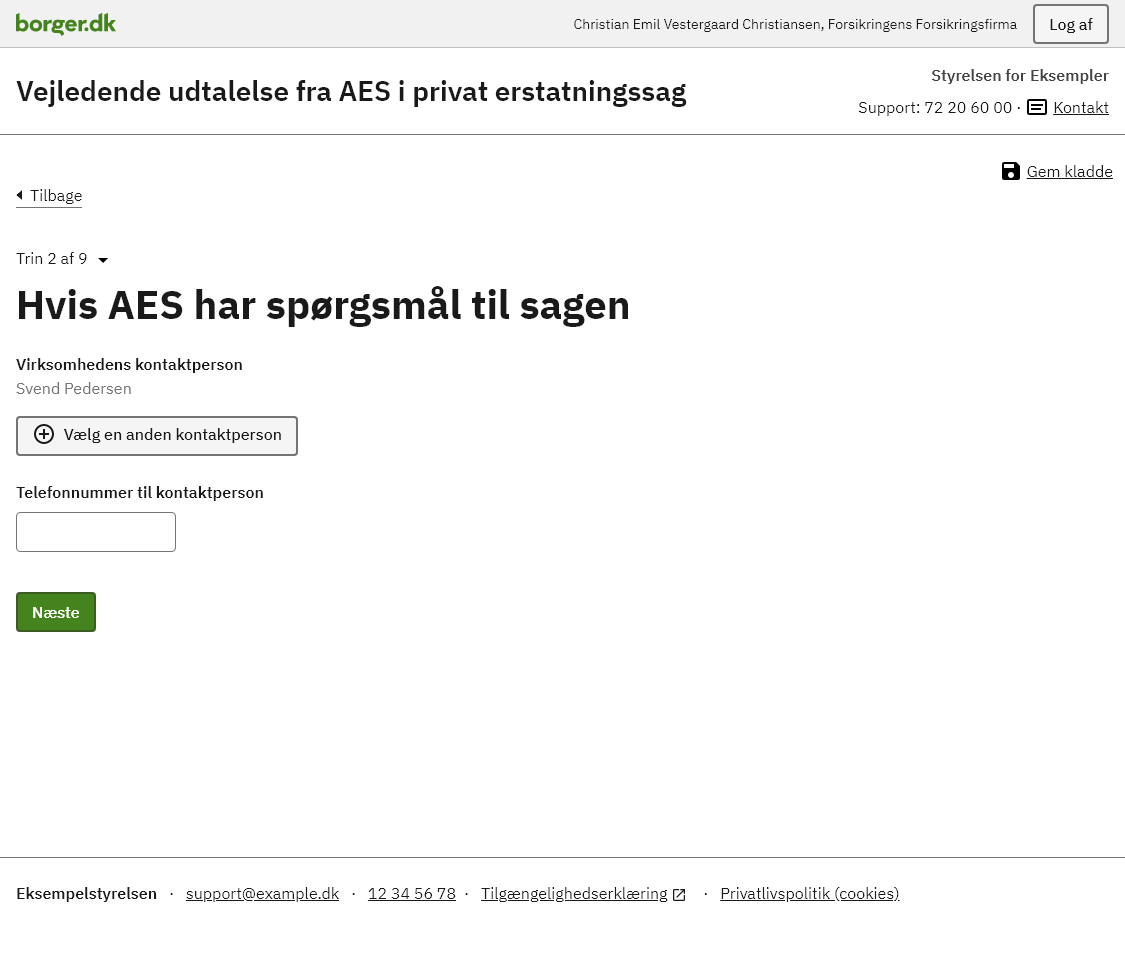 borger.dk
Christian Emil Vestergaard Christiansen, Forsikringens Forsikringsfirma
Log af
Vejledende udtalelse fra AES i privat erstatningssag
Styrelsen for Eksempler
Support: 72 20 60 00 · Kontakt
Gem kladde
Tilbage
Trin 2 af 9
Hvis AES har spørgsmål til sagen
Virksomhedens kontaktperson
Svend Pedersen
Vælg en anden kontaktperson
Telefonnummer til kontaktperson
Næste
Eksempelstyrelsen · support@example.dk · 12 34 56 78 · Tilgængelighedserklæring · Privatlivspolitik (cookies)